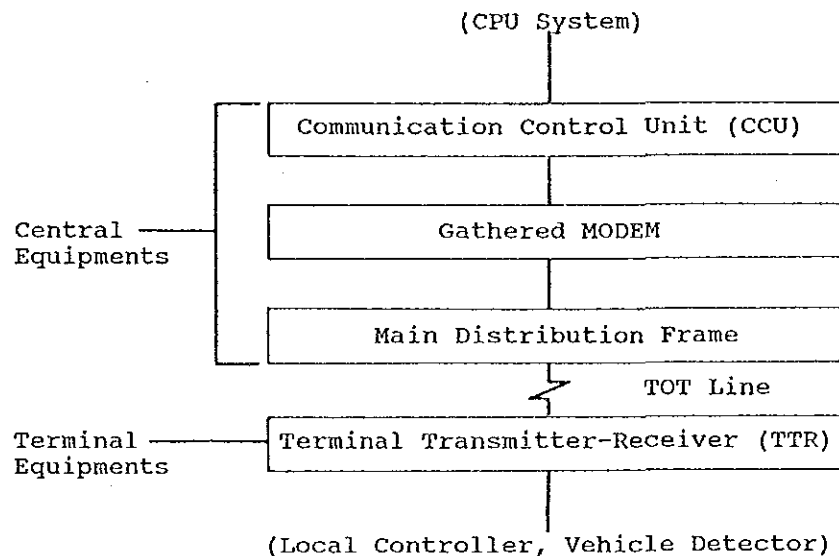 (CPU System)
Communication Control Unit (CCU)
Gathered MODEM
Central
Equipments
Main Distribution Frame
TOT Line
Terminal
Equipments
Terminal Transmitter-Receiver (TTR)
(Local Controller, Vehicle Detector)